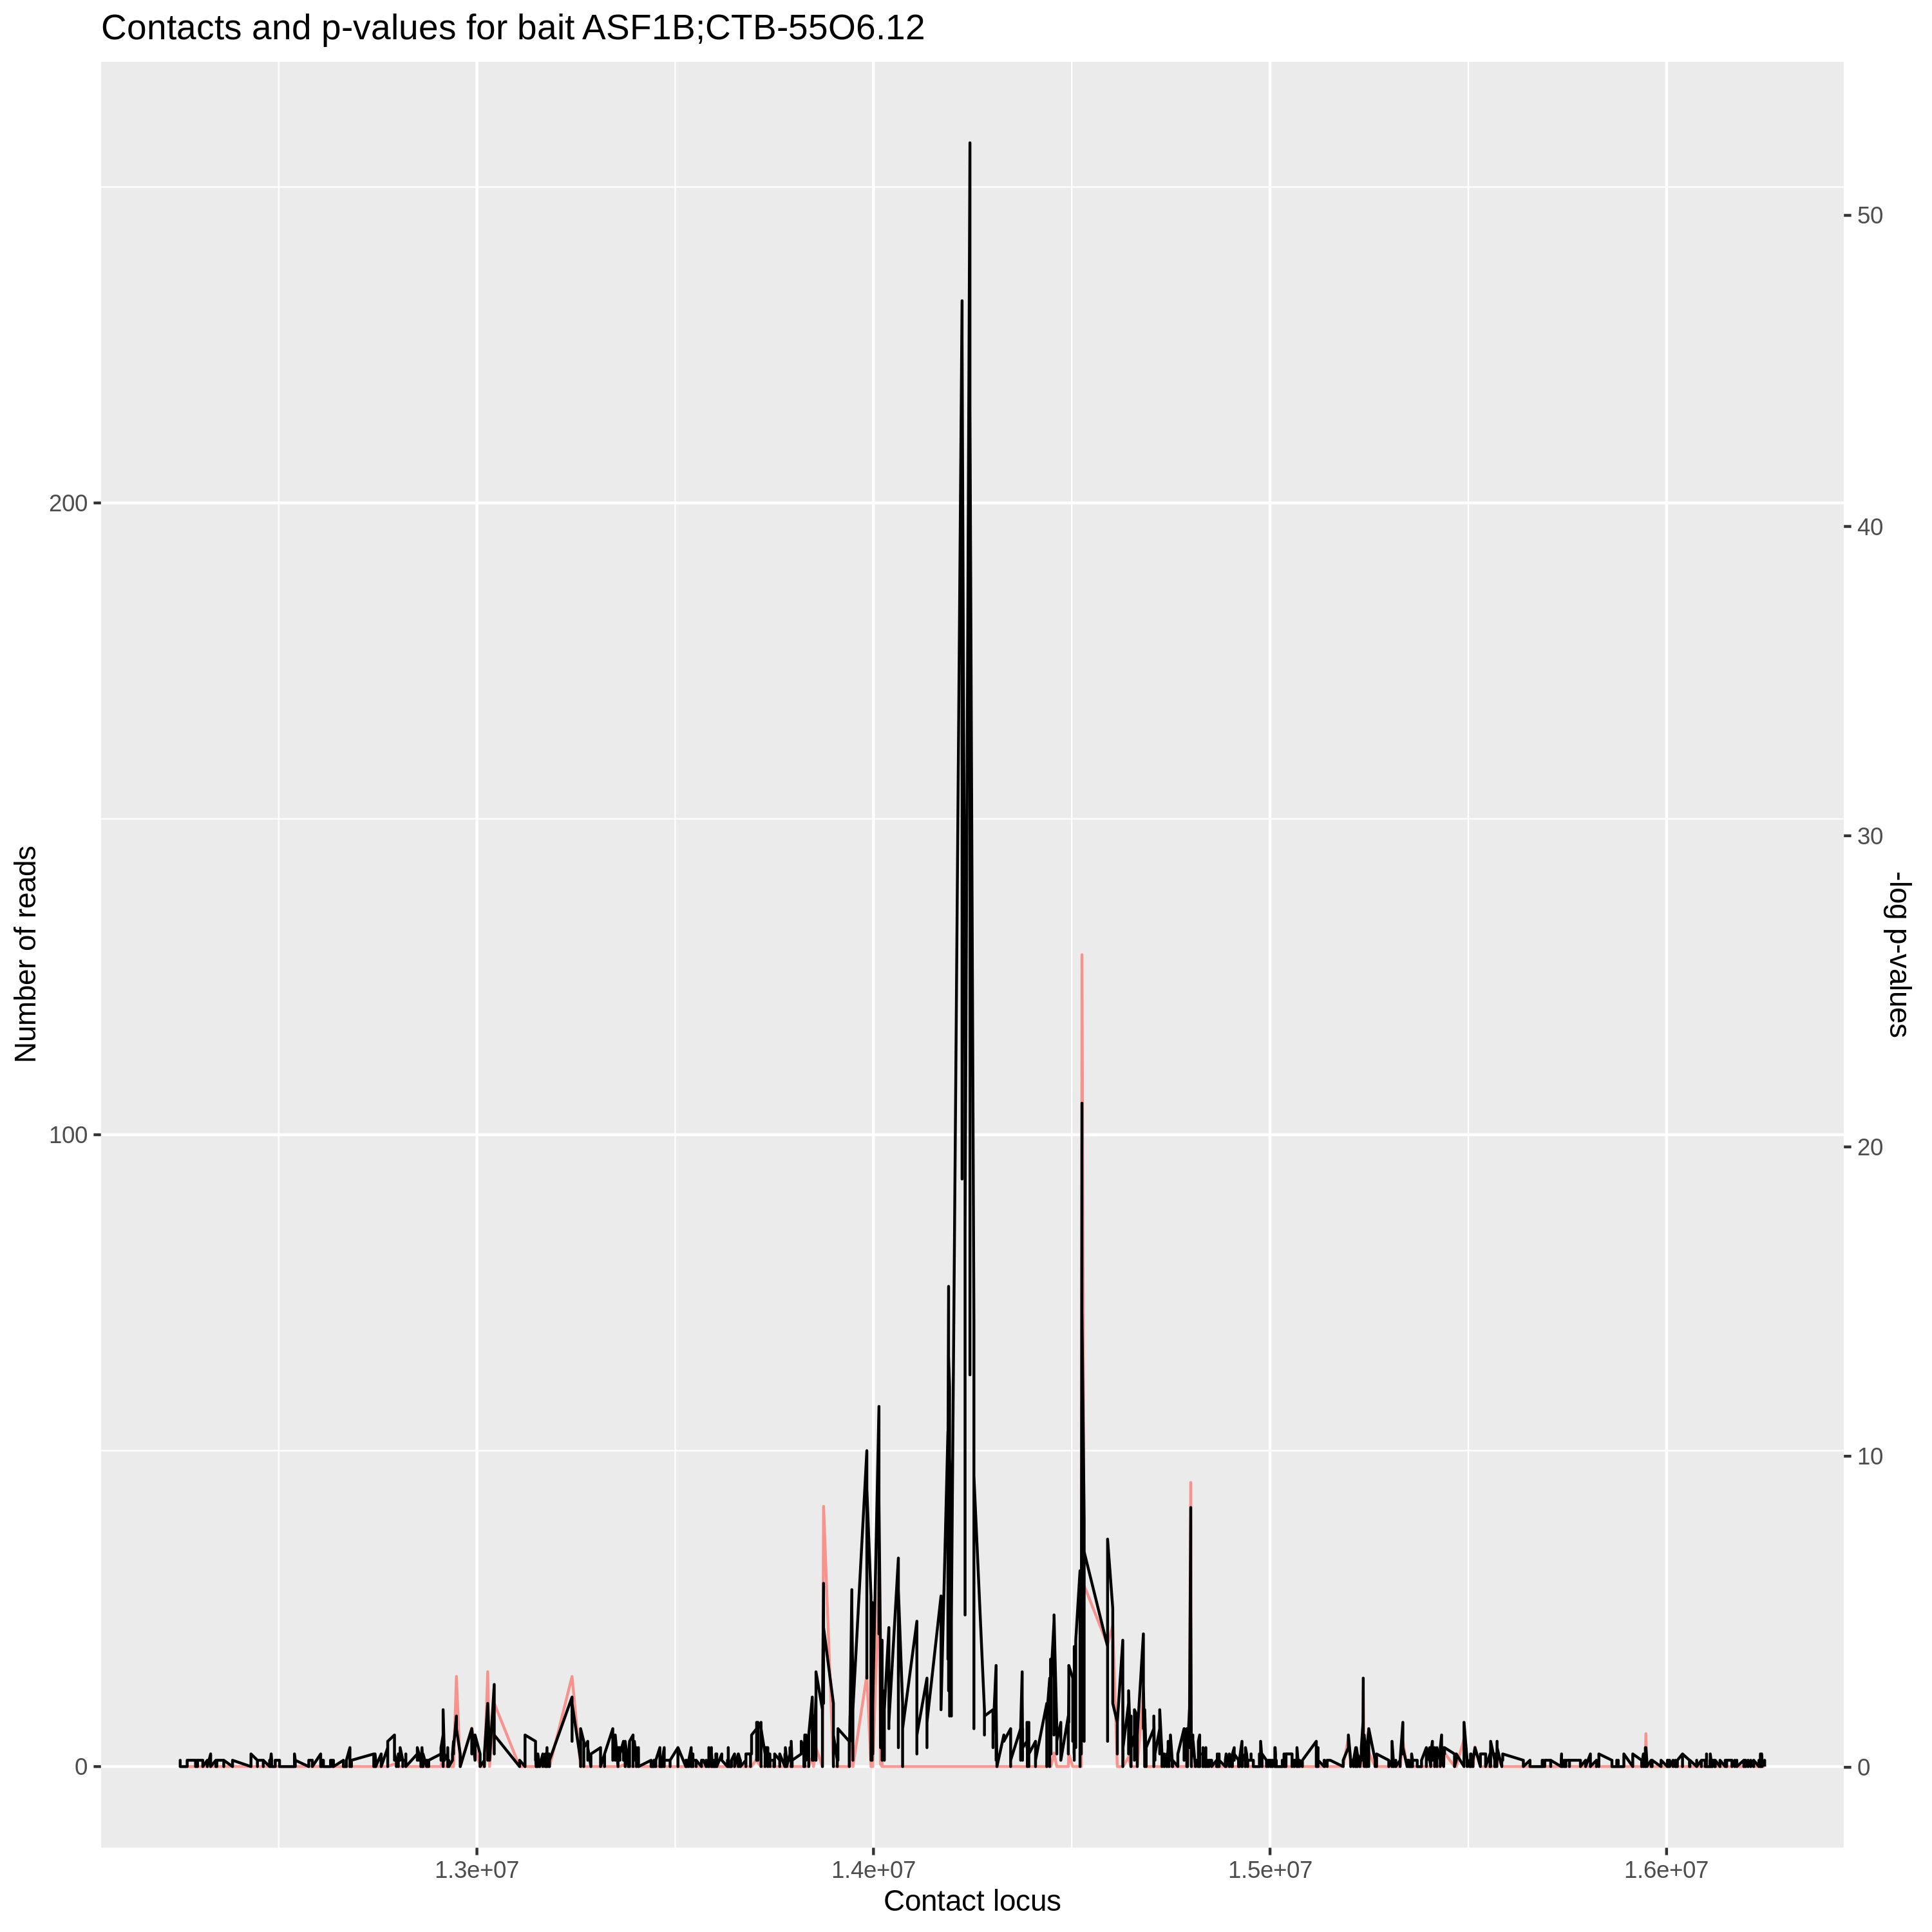 Contacts and p-values for bait ASF1B;CTB-55O6.12
50
200
40
30
Number of reads
-log p-values
100
20
10
0
0
1.3e+07
1.4e+07
1.5e+07
1.6e+07
Contact locus